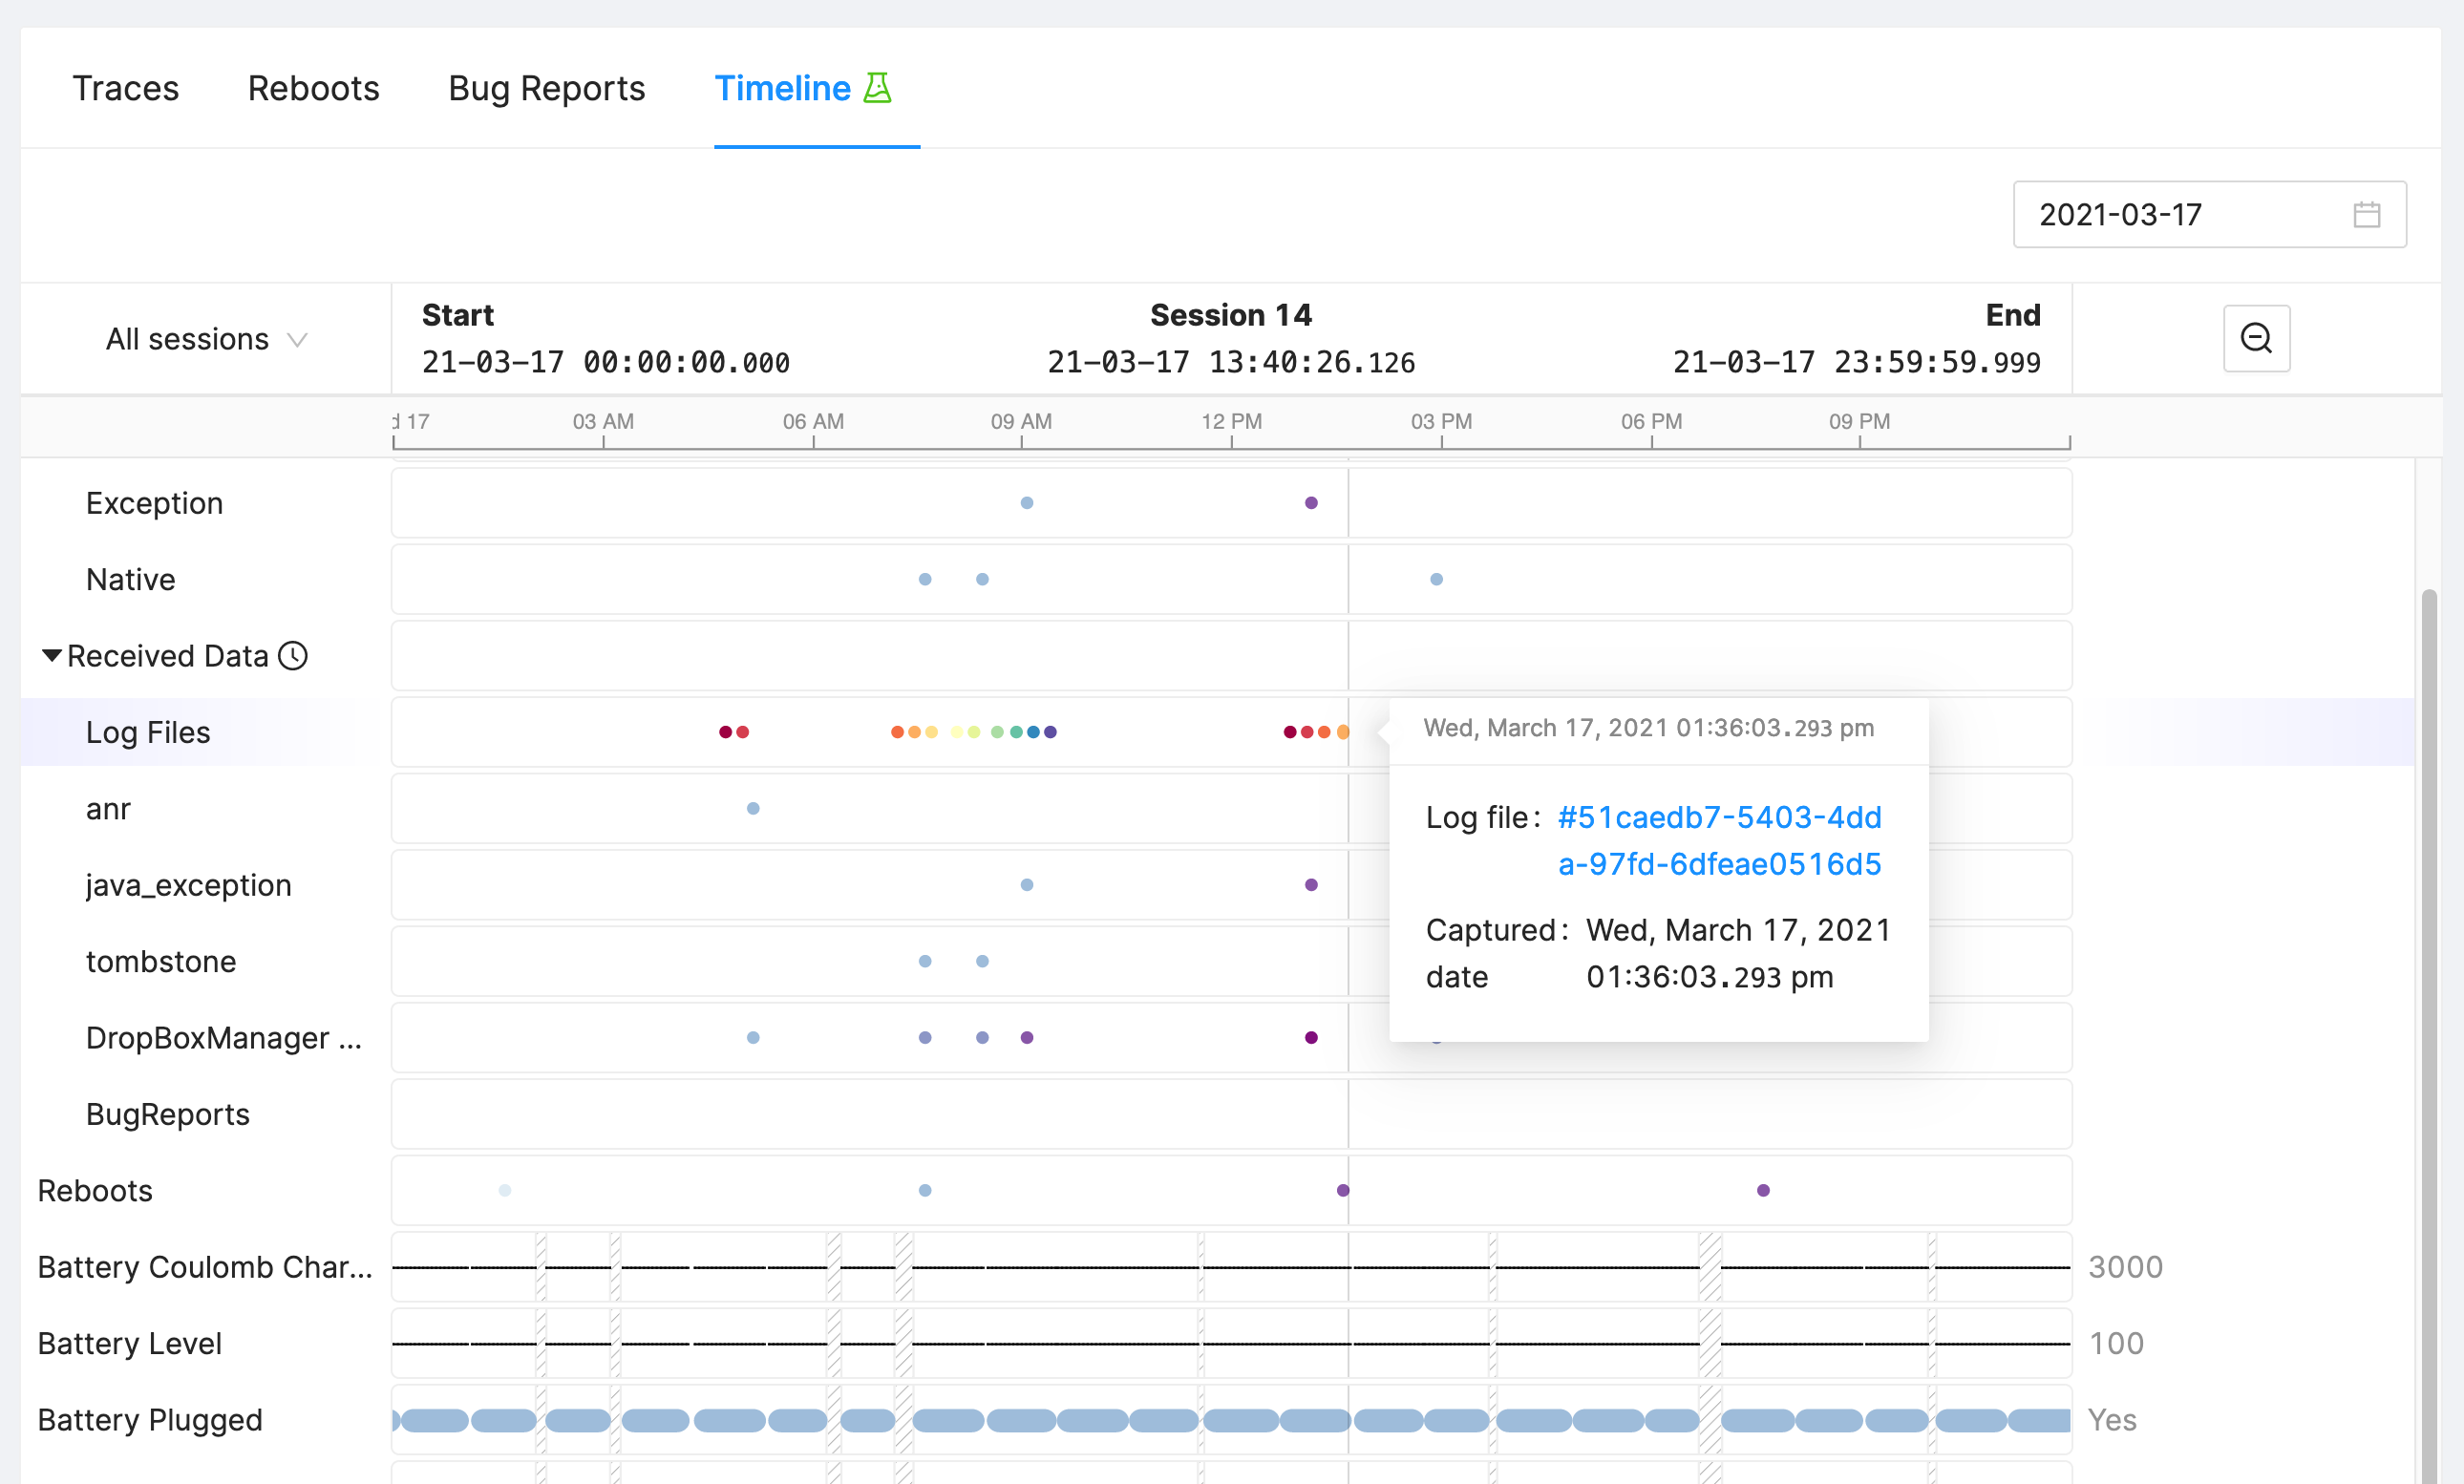 Traces Reboots Bug Reports Timeline
2021-03-17
All sessions
Start Session 14 End
21-03-17 00:00:00.000 21-03-17 13:40:26.126 21-03-17 23:59:59.999
17 03 AM 06 AM 09 AM 12 PM 03 PM 06 PM 09 PM
Exception
Native
Received Data
Log Files
Wed, March 17, 2021 01:36:03.293 pm
Log file: #51caedb7-5403-4dd
a-97fd-6dfeae0516d5
Captured: Wed, March 17, 2021
date 01:36:03.293 pm
anr
java_exception
tombstone
DropBoxManager ...
BugReports
Reboots
Battery Coulomb Char... 3000
Battery Level 100
Battery Plugged Yes